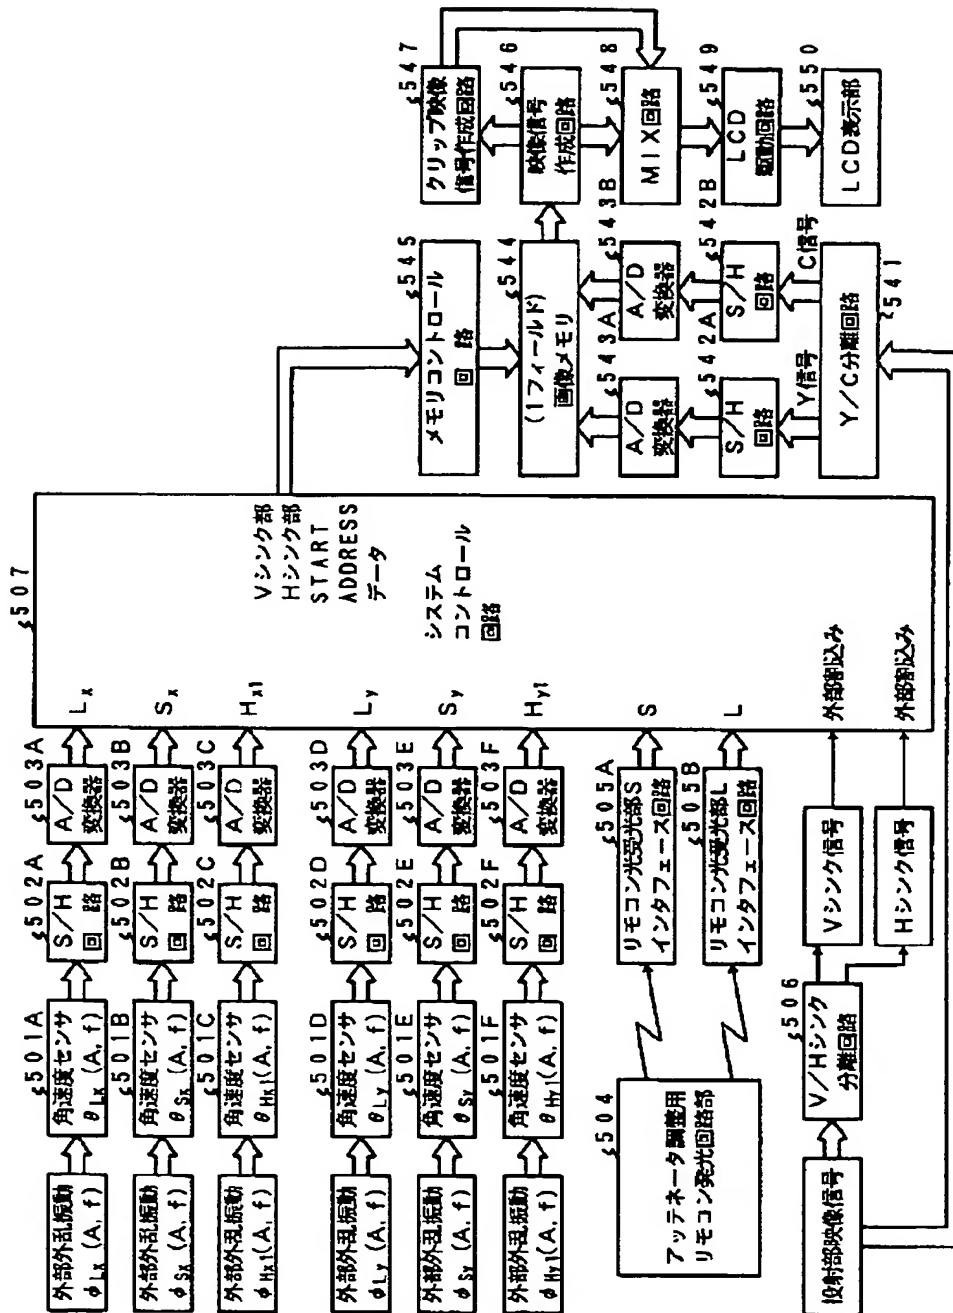 外部外乱振動
φLx (A, f)
外部外乱振動
φSx (A, f)
外部外乱振動
φHx1(A, f)
外部外乱振動
φLy (A, f)
外部外乱振動
φSy (A, f)
外部外乱振動
φHy1(A, f)
501A
角速度センサ
θLx (A, f)
501B
角速度センサ
θSx (A, f)
501C
角速度センサ
θHx1(A, f)
501D
角速度センサ
θLy (A, f)
501E
角速度センサ
θSy (A, f)
501F
角速度センサ
θHy1(A, f)
502A
S/H
回 路
502B
S/H
回 路
502C
S/H
回 路
502D
S/H
回 路
502E
S/H
回 路
502F
S/H
回 路
503A
A/D
変換器
503B
A/D
変換器
503C
A/D
変換器
503D
A/D
変換器
503E
A/D
変換器
503F
A/D
変換器
504
アッテネータ調整用
リモコン発光回路部
505A
リモコン光受光部S
インタフェース回路
505B
リモコン光受光部L
インタフェース回路
投射部映像信号
506
V/Hシンク
分離回路
Vシンク信号
Hシンク信号
507
Lx
Sx
Hx1
Ly
Sy
Hy1
S
L
外部割込み
外部割込み
Vシンク部
Hシンク部
START
ADDRESS
データ
システム
コントロール
回路
545
メモリコントロール
回 路
544
(1フィールド)
画像メモリ
543A
A/D
変換器
543B
A/D
変換器
542A
S/H
回路
542B
S/H
回路
Y信号
C信号
541
Y/C分離回路
547
クリップ映像
信号作成回路
546
映像信号
作成回路
548
MIX回路
549
LCD
駆動回路
550
LCD表示部